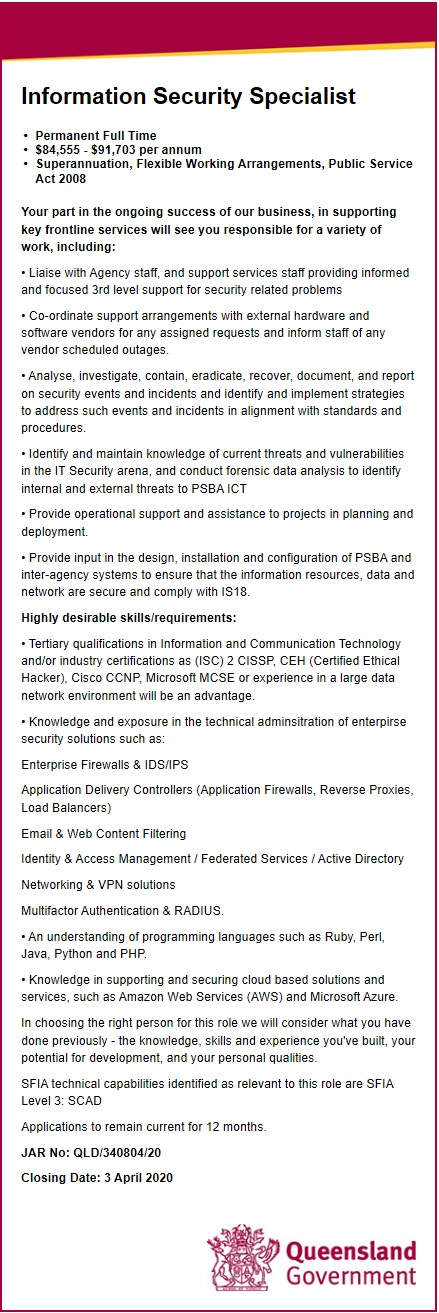 Information Security Specialist
• Permanent Full Time
• $84,555 - $91,703 per annum
• Superannuation, Flexible Working Arrangements, Public Service
Act 2008
Your part in the ongoing success of our business, in supporting
key frontline services will see you responsible for a variety of
work, including:
• Liaise with Agency staff, and support services staff providing informed
and focused 3rd level support for security related problems
• Co-ordinate support arrangements with external hardware and
software vendors for any assigned requests and inform staff of any
vendor scheduled outages.
• Analyse, investigate, contain, eradicate, recover, document, and report
on security events and incidents and identify and implement strategies
to address such events and incidents in alignment with standards and
procedures.
• Identify and maintain knowledge of current threats and vulnerabilities
in the IT Security arena, and conduct forensic data analysis to identify
internal and external threats to PSBA ICT
• Provide operational support and assistance to projects in planning and
deployment.
• Provide input in the design, installation and configuration of PSBA and
inter-agency systems to ensure that the information resources, data and
network are secure and comply with IS18.
Highly desirable skills/requirements:
• Tertiary qualifications in Information and Communication Technology
and/or industry certifications as (ISC) 2 CISSP, CEH (Certified Ethical
Hacker), Cisco CCNP, Microsoft MCSE or experience in a large data
network environment will be an advantage.
• Knowledge and exposure in the technical adminsitration of enterpirse
security solutions such as:
Enterprise Firewalls & IDS/IPS
Application Delivery Controllers (Application Firewalls, Reverse Proxies,
Load Balancers)
Email & Web Content Filtering
Identity & Access Management / Federated Services / Active Directory
Networking & VPN solutions
Multifactor Authentication & RADIUS.
• An understanding of programming languages such as Ruby, Perl,
Java, Python and PHP.
• Knowledge in supporting and securing cloud based solutions and
services, such as Amazon Web Services (AWS) and Microsoft Azure.
In choosing the right person for this role we will consider what you have
done previously - the knowledge, skills and experience you've built, your
potential for development, and your personal qualities.
SFIA technical capabilities identified as relevant to this role are SFIA
Level 3: SCAD
Applications to remain current for 12 months.
JAR No: QLD/340804/20
Closing Date: 3 April 2020
Queensland
Government